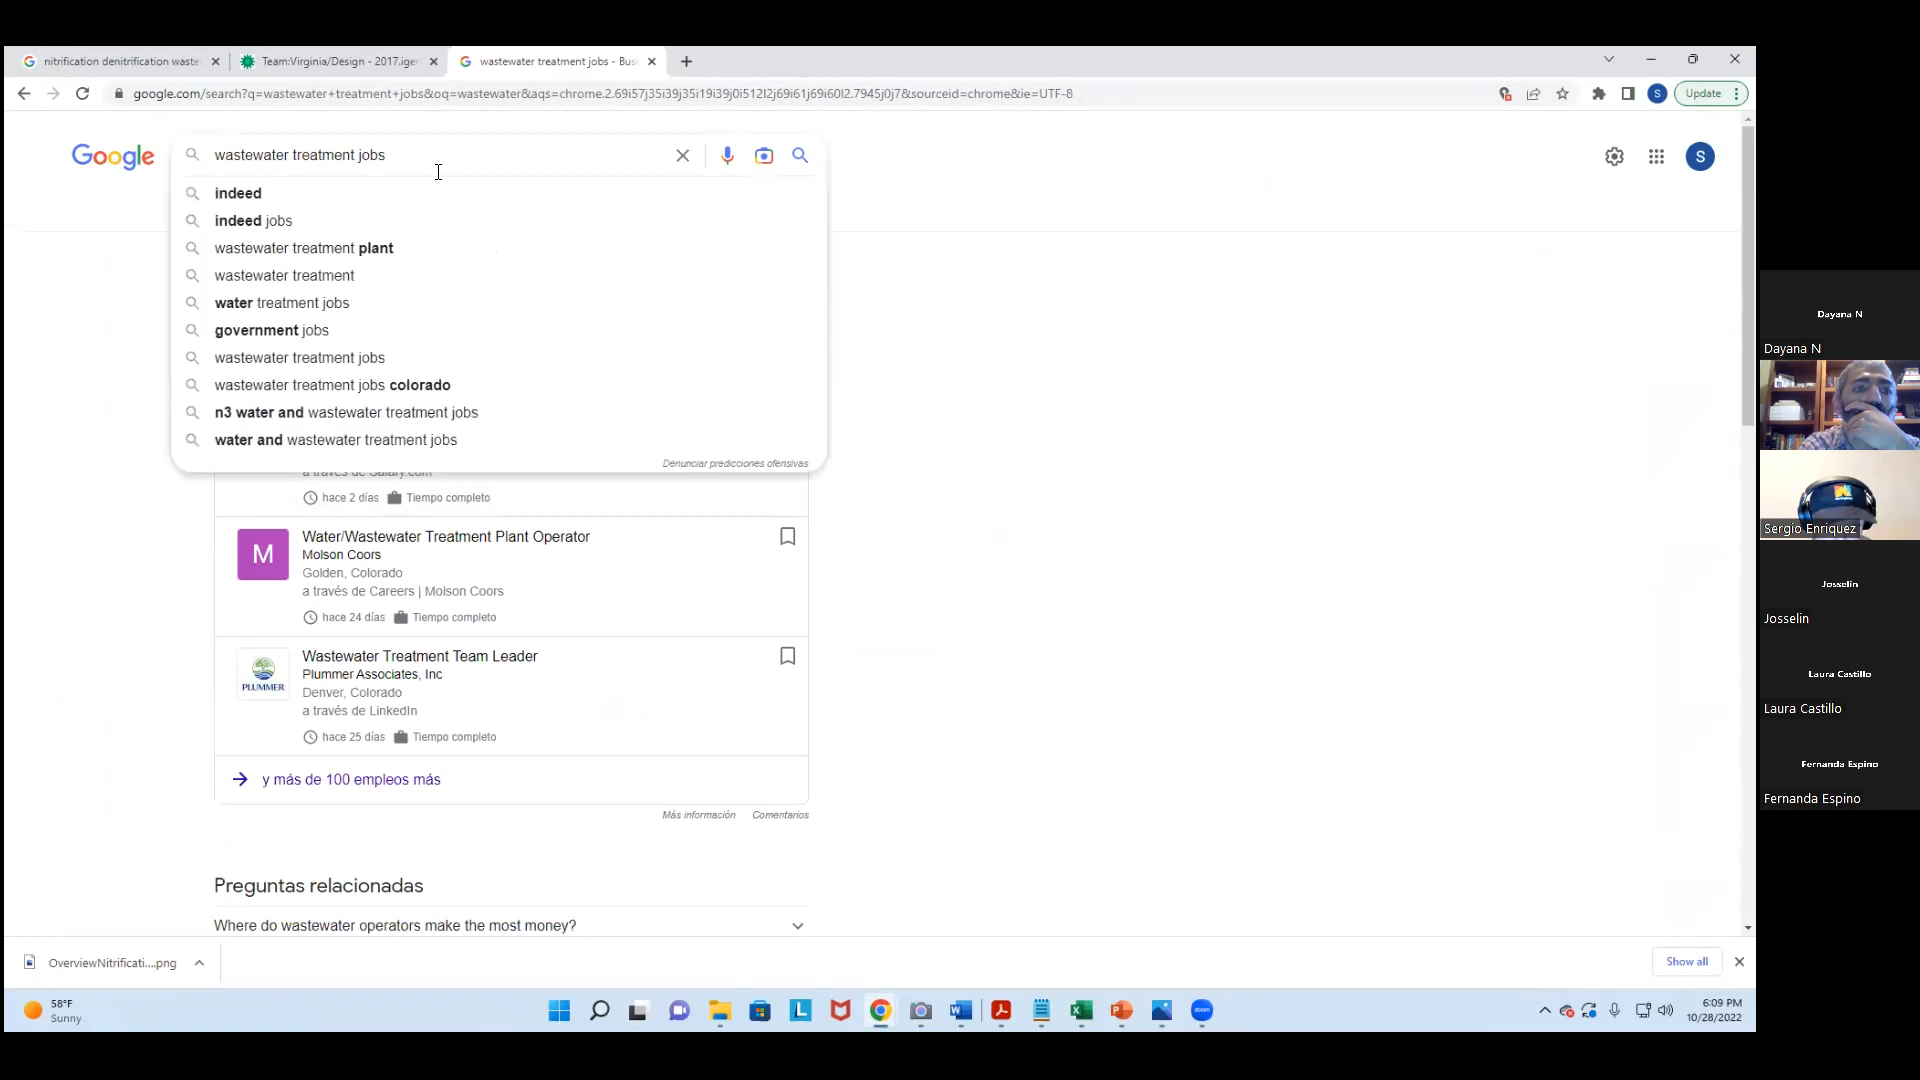 nitrification denitrification waste
Team:Virginia/Design - 2017.ige
wastewater treatment jobs - Bus
google.com/search?q=wastewater+treatment+jobs&oq=wastewater&aqs=chrome.2.69i57j35i39j35i19i39j0i512l2j69i61j69i60l2.7945j0j7&sourceid=chrome&ie=UTF-8
S
Update
Google
wastewater treatment jobs
S
indeed
indeed jobs
wastewater treatment plant
wastewater treatment
water treatment jobs
government jobs
wastewater treatment jobs
wastewater treatment jobs colorado
n3 water and wastewater treatment jobs
water and wastewater treatment jobs
Denunciar predicciones ofensivas
a través de Salary.com
hace 2 días Tiempo completo
M
Water/Wastewater Treatment Plant Operator
Molson Coors
Golden, Colorado
a través de Careers | Molson Coors
hace 24 días Tiempo completo
PLUMMER
Wastewater Treatment Team Leader
Plummer Associates, Inc
Denver, Colorado
a través de LinkedIn
hace 25 días Tiempo completo
y más de 100 empleos más
Más información Comentarios
Preguntas relacionadas
Where do wastewater operators make the most money?
OverviewNitrificati....png
Show all
58°F
Sunny
L
W
X
P
zoom
6:09 PM
10/28/2022
Dayana N
Dayana N
Sergio Enriquez
Josselin
Josselin
Laura Castillo
Laura Castillo
Fernanda Espino
Fernanda Espino